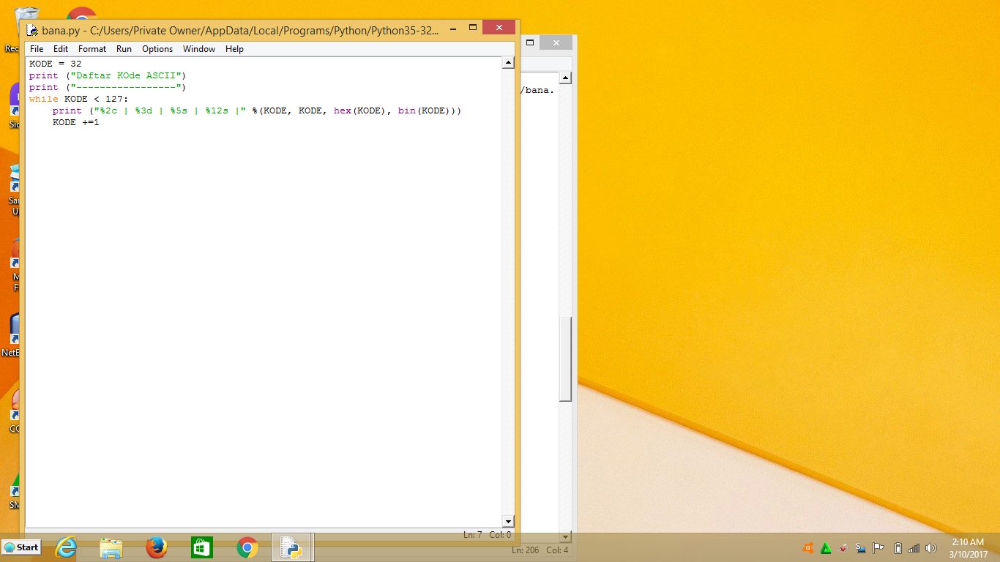 bana.py - C:/Users/Private Owner/AppData/Local/Programs/Python/Python35-32...
File Edit Format Run Options Window Help
KODE = 32
print ("Daftar KOde ASCII")
print ("-----------------")
while KODE < 127:
    print ("%2c | %3d | %5s | %12s |" %(KODE, KODE, hex(KODE), bin(KODE)))
    KODE +=1
/bana.
Ln: 7 Col: 0
Ln: 206 Col: 4
Start
2:10 AM
3/10/2017